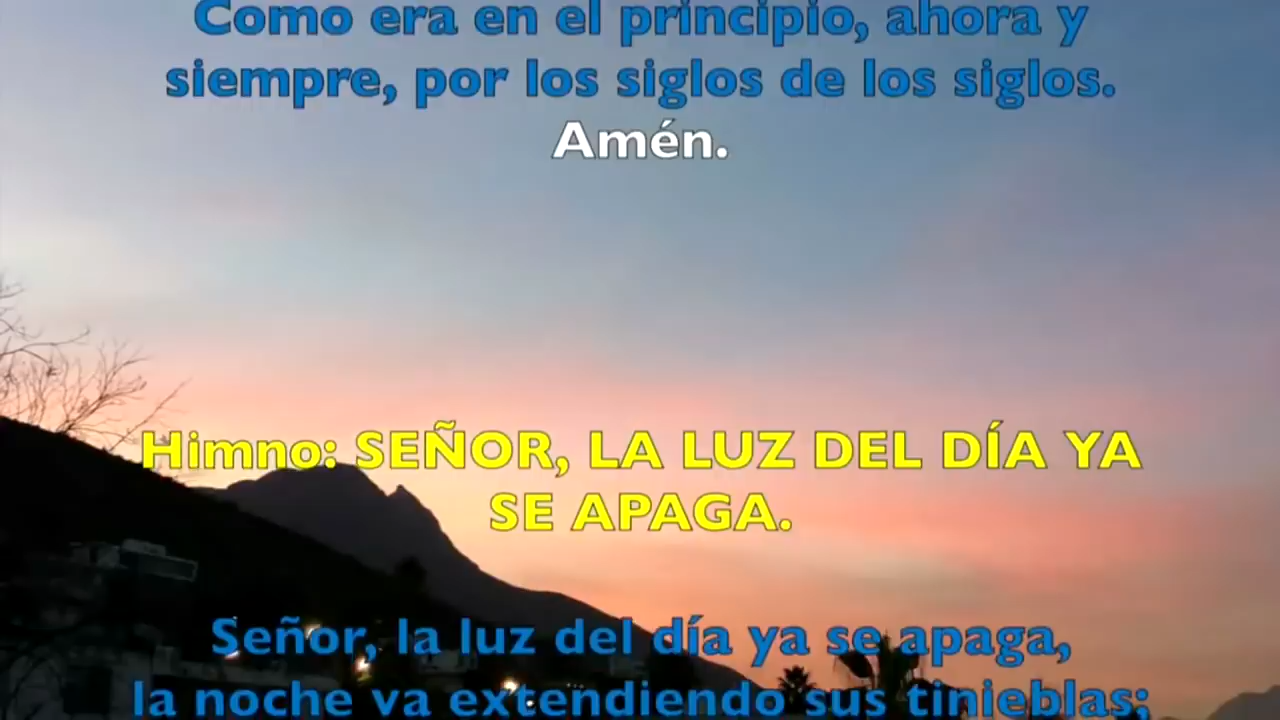 Como era en el principio, ahora y
siempre, por los siglos de los siglos.
Amén.
Himno: SEÑOR, LA LUZ DEL DÍA YA
SE APAGA.
Señor, la luz del día ya se apaga,
la noche va extendiendo sus tinieblas;